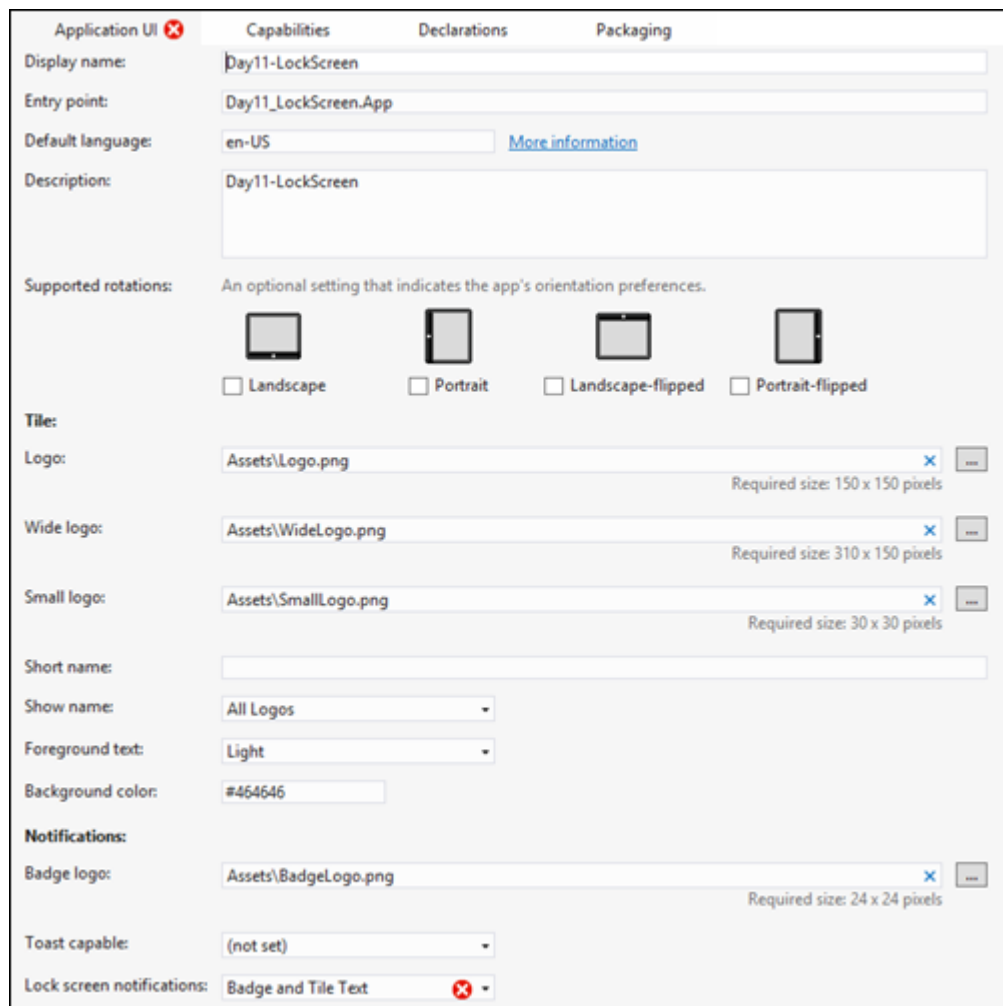 Application UI Capabilities Declarations Packaging
Display name: Day11-LockScreen
Entry point: Day11_LockScreen.App
Default language: en-US More information
Description: Day11-LockScreen
Supported rotations: An optional setting that indicates the app's orientation preferences.
Landscape Portrait Landscape-flipped Portrait-flipped
Tile:
Logo: Assets\Logo.png ...
Required size: 150 x 150 pixels
Wide logo: Assets\WideLogo.png ...
Required size: 310 x 150 pixels
Small logo: Assets\SmallLogo.png ...
Required size: 30 x 30 pixels
Short name:
Show name: All Logos
Foreground text: Light
Background color: #464646
Notifications:
Badge logo: Assets\BadgeLogo.png ...
Required size: 24 x 24 pixels
Toast capable: (not set)
Lock screen notifications: Badge and Tile Text